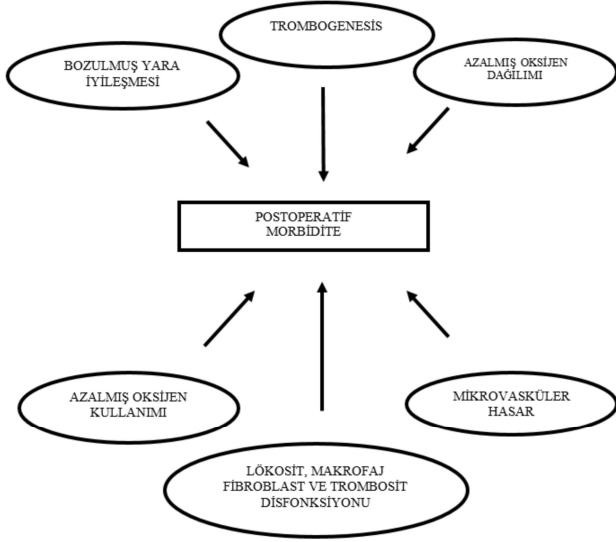 TROMBOGENESİS
BOZULMUŞ YARA
İYİLEŞMESİ
AZALMIŞ OKSİJEN
DAĞILIMI
POSTOPERATİF
MORBİDİTE
AZALMIŞ OKSİJEN
KULLANIMI
MİKROVASKÜLER
HASAR
LÖKOSİT, MAKROFAJ
FİBROBLAST VE TROMBOSİT
DİSFONKSİYONU